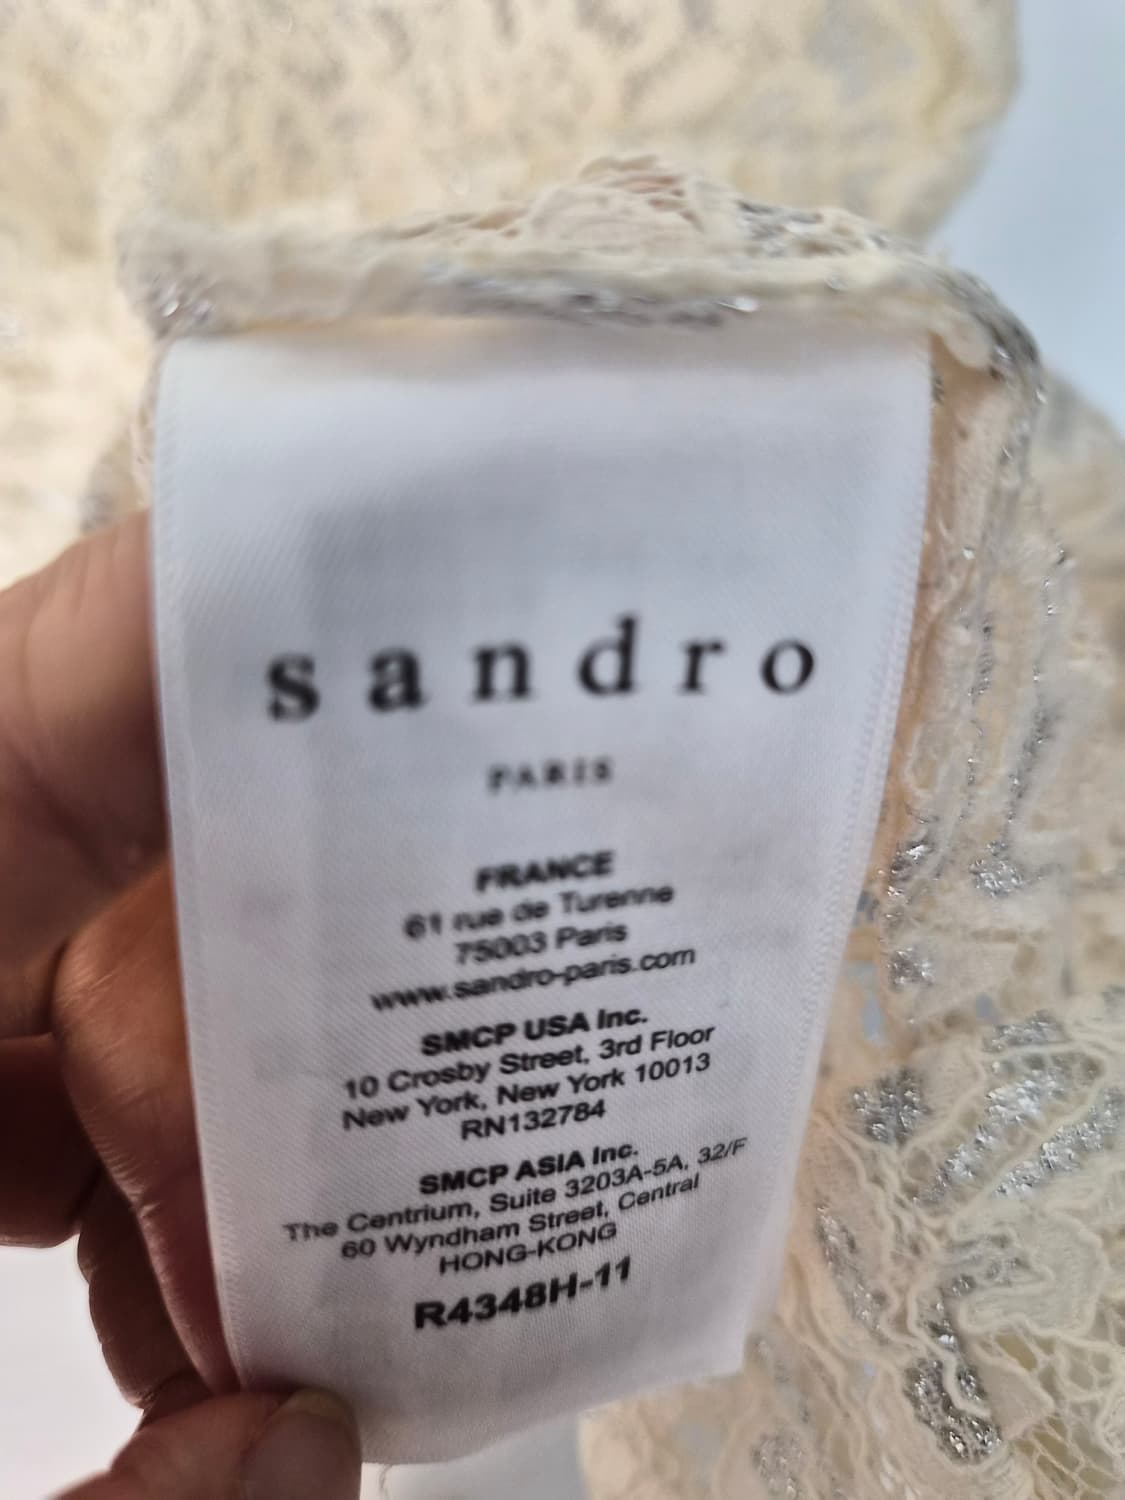 sandro
PARIS
FRANCE
61 rue de Turenne
75003 Paris
www.sandro-paris.com
SMCP USA Inc.
10 Crosby Street, 3rd Floor
New York, New York 10013
RN132784
SMCP ASIA Inc.
The Centrium, Suite 3203A-5A, 32/F
60 Wyndham Street, Central
HONG-KONG
R4348H-11